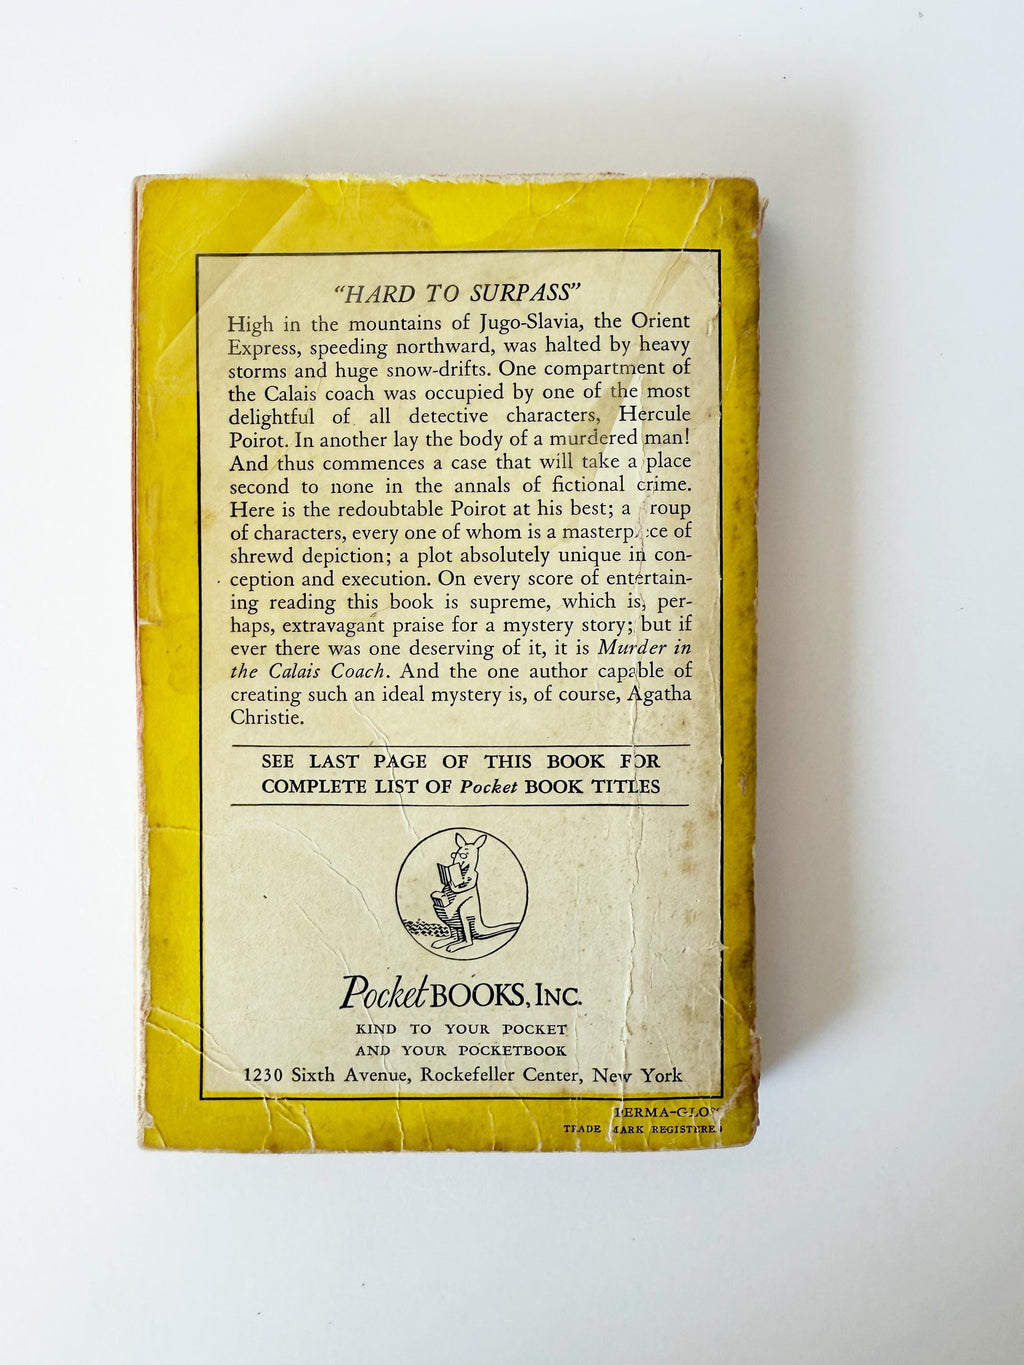 “HARD TO SURPASS”
High in the mountains of Jugo-Slavia, the Orient
Express, speeding northward, was halted by heavy
storms and huge snow-drifts. One compartment of
the Calais coach was occupied by one of the most
delightful of all detective characters, Hercule
Poirot. In another lay the body of a murdered man!
And thus commences a case that will take a place
second to none in the annals of fictional crime.
Here is the redoubtable Poirot at his best; a roup
of characters, every one of whom is a masterp ce of
shrewd depiction; a plot absolutely unique in con-
ception and execution. On every score of entertain-
ing reading this book is supreme, which is, per-
haps, extravagant praise for a mystery story; but if
ever there was one deserving of it, it is Murder in
the Calais Coach. And the one author capable of
creating such an ideal mystery is, of course, Agatha
Christie.
SEE LAST PAGE OF THIS BOOK FOR
COMPLETE LIST OF Pocket BOOK TITLES
Pocket BOOKS, INC.
KIND TO YOUR POCKET
AND YOUR POCKETBOOK
1230 Sixth Avenue, Rockefeller Center, New York
PERMA-GLOSS
TRADE MARK REGISTERED